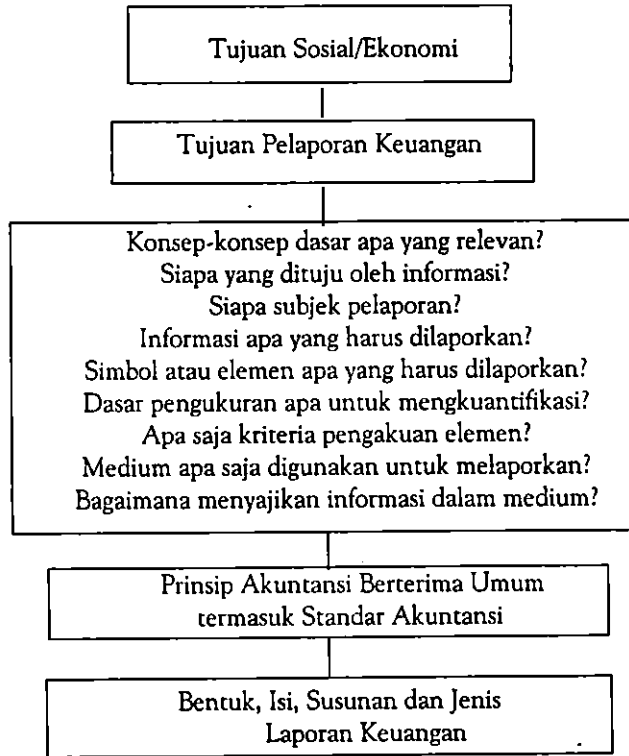 Tujuan Sosial/Ekonomi
Tujuan Pelaporan Keuangan
Konsep-konsep dasar apa yang relevan?
Siapa yang dituju oleh informasi?
Siapa subjek pelaporan?
Informasi apa yang harus dilaporkan?
Simbol atau elemen apa yang harus dilaporkan?
Dasar pengukuran apa untuk mengkuantifikasi?
Apa saja kriteria pengakuan elemen?
Medium apa saja digunakan untuk melaporkan?
Bagaimana menyajikan informasi dalam medium?
Prinsip Akuntansi Berterima Umum
termasuk Standar Akuntansi
Bentuk, Isi, Susunan dan Jenis
Laporan Keuangan